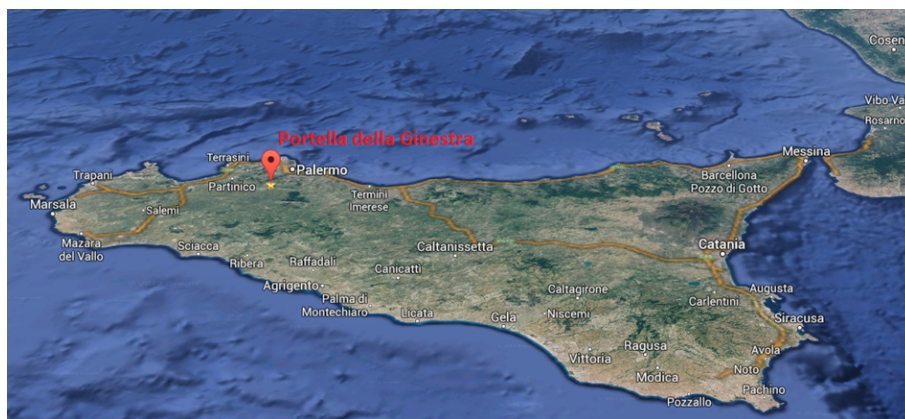 Cosen
Vibo Va
Rosarno
Portella della Ginestra
Messina
Terrasini
Palermo
Trapani
Partinico
Barcellona
Pozzo di Gotto
Termini
Imerese
Marsala
Salemi
Mazara
del Vallo
Sciacca
Caltanissetta
Catania
Ribera
Raffadali
Canicatti
Agrigento
Caltagirone
Carlentini
Augusta
Palma di
Montechiaro
Licata
Gela
Niscemi
Siracusa
Vittoria
Ragusa
Avola
Modica
Noto
Pachino
Pozzallo